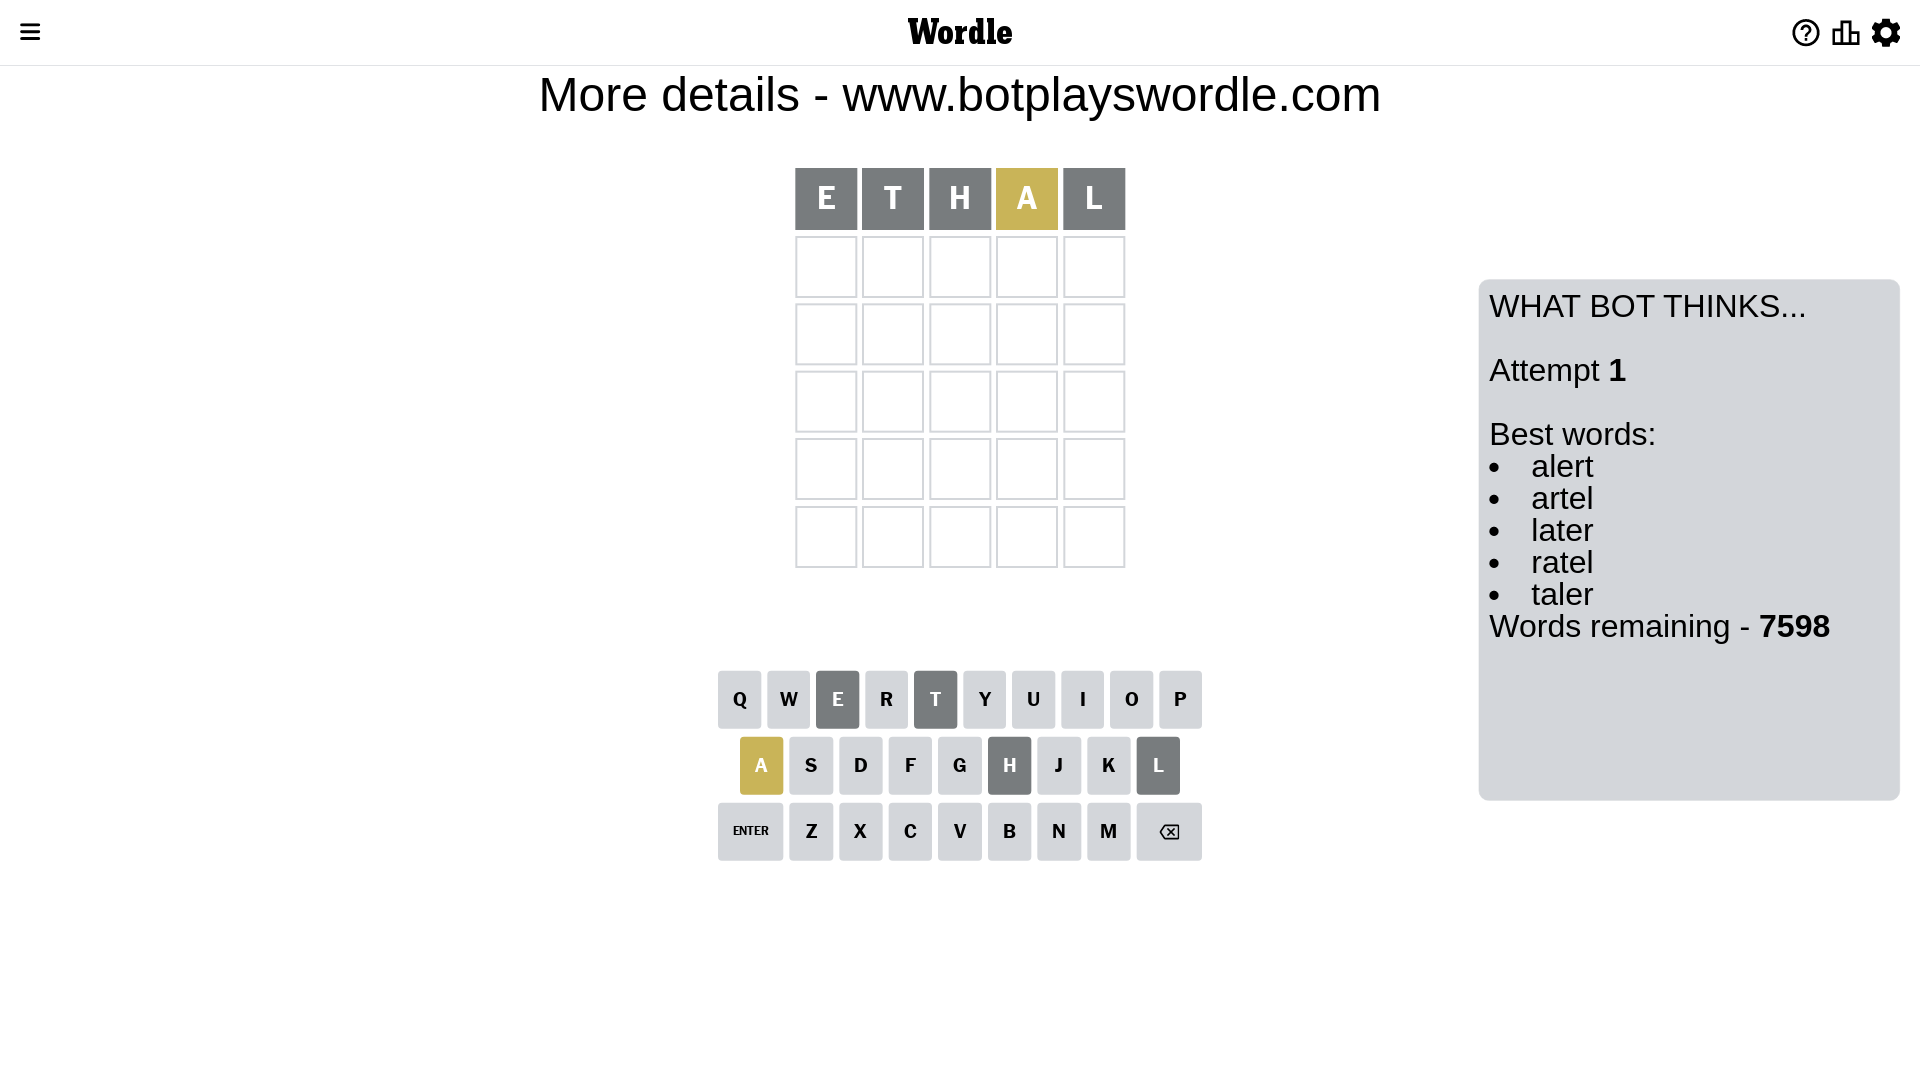 Wordle
More details - www.botplayswordle.com
E T H A L
WHAT BOT THINKS...
Attempt 1
Best words:
• alert
• artel
• later
• ratel
• taler
Words remaining - 7598
Q W E R T Y U I O P
A S D F G H J K L
ENTER Z X C V B N M